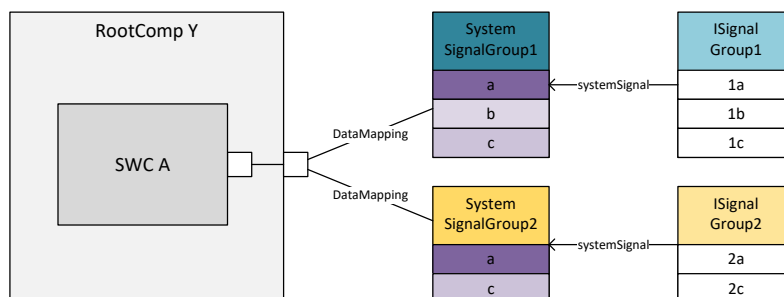 RootComp Y
SWC A
DataMapping
DataMapping
System
SignalGroup1
a
b
c
systemSignal
ISignal
Group1
1a
1b
1c
System
SignalGroup2
a
c
systemSignal
ISignal
Group2
2a
2c